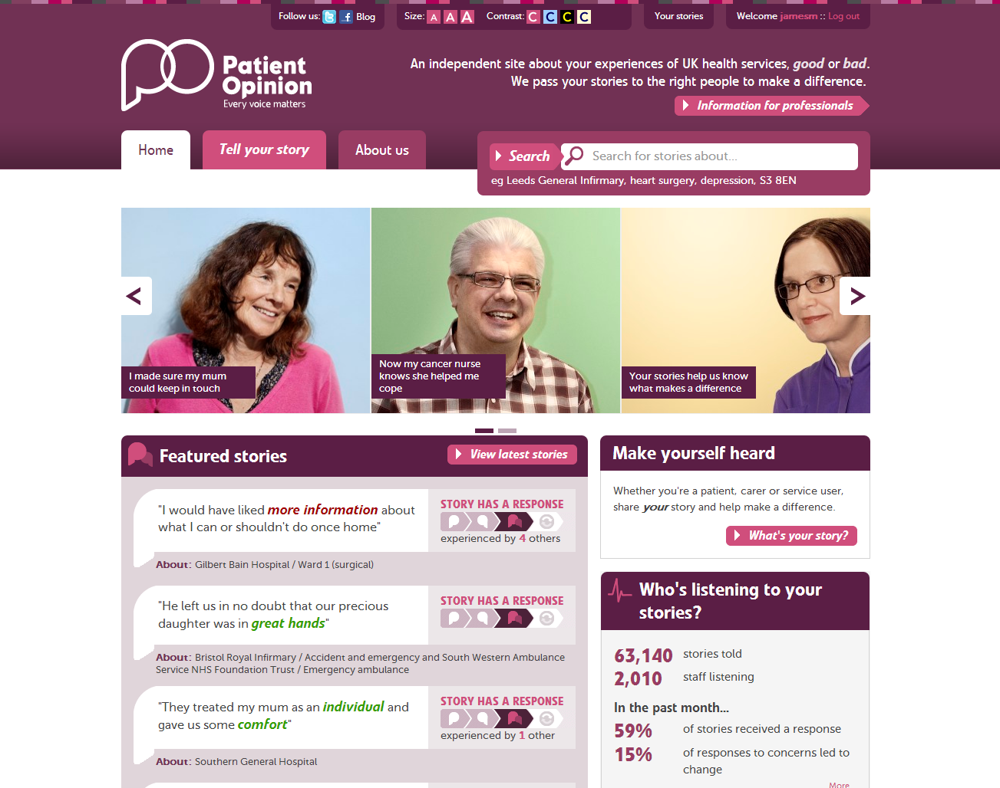 Follow us: Blog
Size: A A A Contrast: C C C C
Your stories
Welcome jamesm :: Log out
Patient
Opinion
Every voice matters
An independent site about your experiences of UK health services, good or bad.
We pass your stories to the right people to make a difference.
Information for professionals
Home
Tell your story
About us
Search
Search for stories about...
eg Leeds General Infirmary, heart surgery, depression, S3 8EN
<
>
I made sure my mum
could keep in touch
Now my cancer nurse
knows she helped me
cope
Your stories help us know
what makes a difference
Featured stories
View latest stories
"I would have liked more information about
what I can or shouldn't do once home"
STORY HAS A RESPONSE
experienced by 4 others
About: Gilbert Bain Hospital / Ward 1 (surgical)
"He left us in no doubt that our precious
daughter was in great hands"
STORY HAS A RESPONSE
About: Bristol Royal Infirmary / Accident and emergency and South Western Ambulance
Service NHS Foundation Trust / Emergency ambulance
"They treated my mum as an individual and
gave us some comfort"
STORY HAS A RESPONSE
experienced by 1 other
About: Southern General Hospital
Make yourself heard
Whether you're a patient, carer or service user,
share your story and help make a difference.
What's your story?
Who's listening to your
stories?
63,140 stories told
2,010 staff listening
In the past month...
59% of stories received a response
15% of responses to concerns led to
change
More